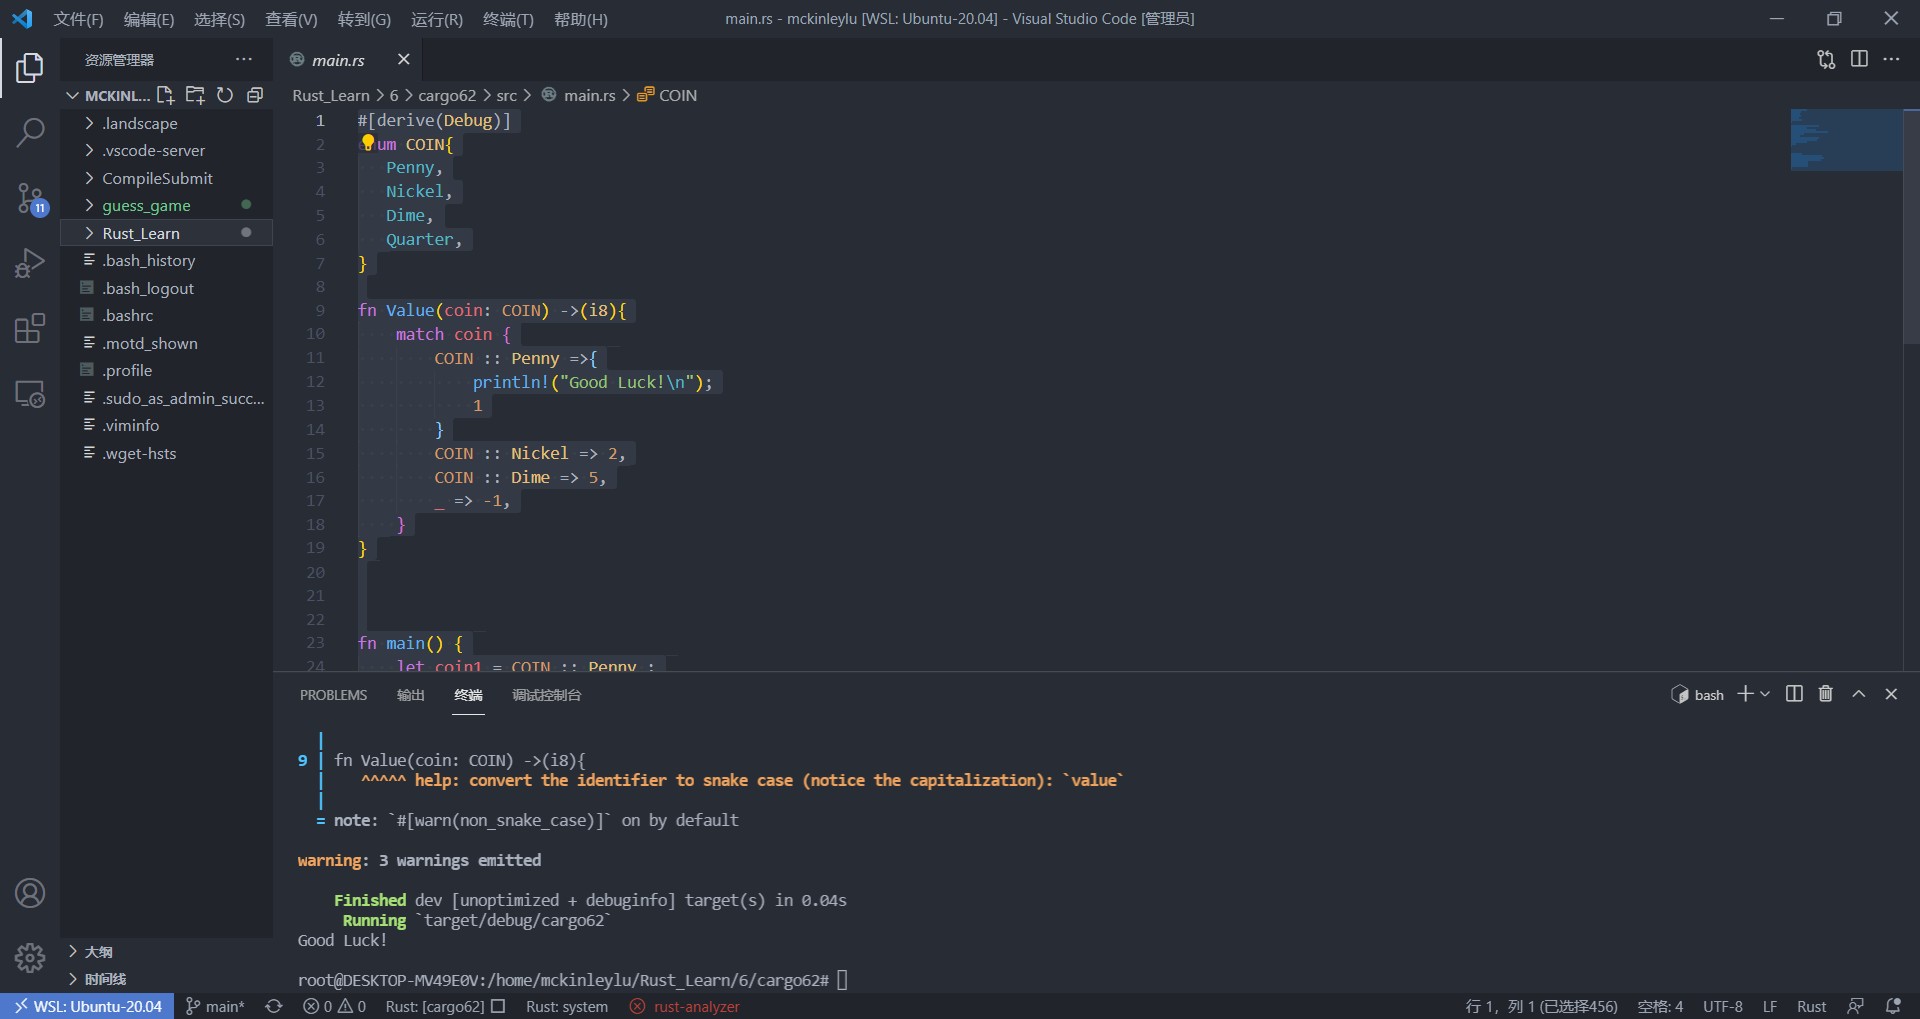 文件(F) 编辑(E) 选择(S) 查看(V) 转到(G) 运行(R) 终端(T) 帮助(H) main.rs - mckinleylu [WSL: Ubuntu-20.04] - Visual Studio Code [管理员]
资源管理器 ···
MCKINL...
.landscape
.vscode-server
CompileSubmit
guess_game
Rust_Learn
.bash_history
.bash_logout
.bashrc
.motd_shown
.profile
.sudo_as_admin_succ...
.viminfo
.wget-hsts
大纲
时间线
11
main.rs
Rust_Learn > 6 > cargo62 > src > main.rs > COIN
1 #[derive(Debug)]
2 um COIN{
3 Penny,
4 Nickel,
5 Dime,
6 Quarter,
7 }
8
9 fn Value(coin: COIN) ->(i8){
10 match coin {
11 COIN :: Penny =>{
12 println!("Good Luck!\n");
13 1
14 }
15 COIN :: Nickel => 2,
16 COIN :: Dime => 5,
17 _ => -1,
18 }
19 }
20
21
22
23 fn main() {
24 let coin1 = COIN :: Penny ;
PROBLEMS 输出 终端 调试控制台 bash
|
9 | fn Value(coin: COIN) ->(i8){
| ^^^^^ help: convert the identifier to snake case (notice the capitalization): `value`
|
= note: `#[warn(non_snake_case)]` on by default
warning: 3 warnings emitted
Finished dev [unoptimized + debuginfo] target(s) in 0.04s
Running `target/debug/cargo62`
Good Luck!
root@DESKTOP-MV49E0V:/home/mckinleylu/Rust_Learn/6/cargo62#
WSL: Ubuntu-20.04 main* 0 0 Rust: [cargo62] Rust: system rust-analyzer 行 1，列 1 (已选择456) 空格: 4 UTF-8 LF Rust